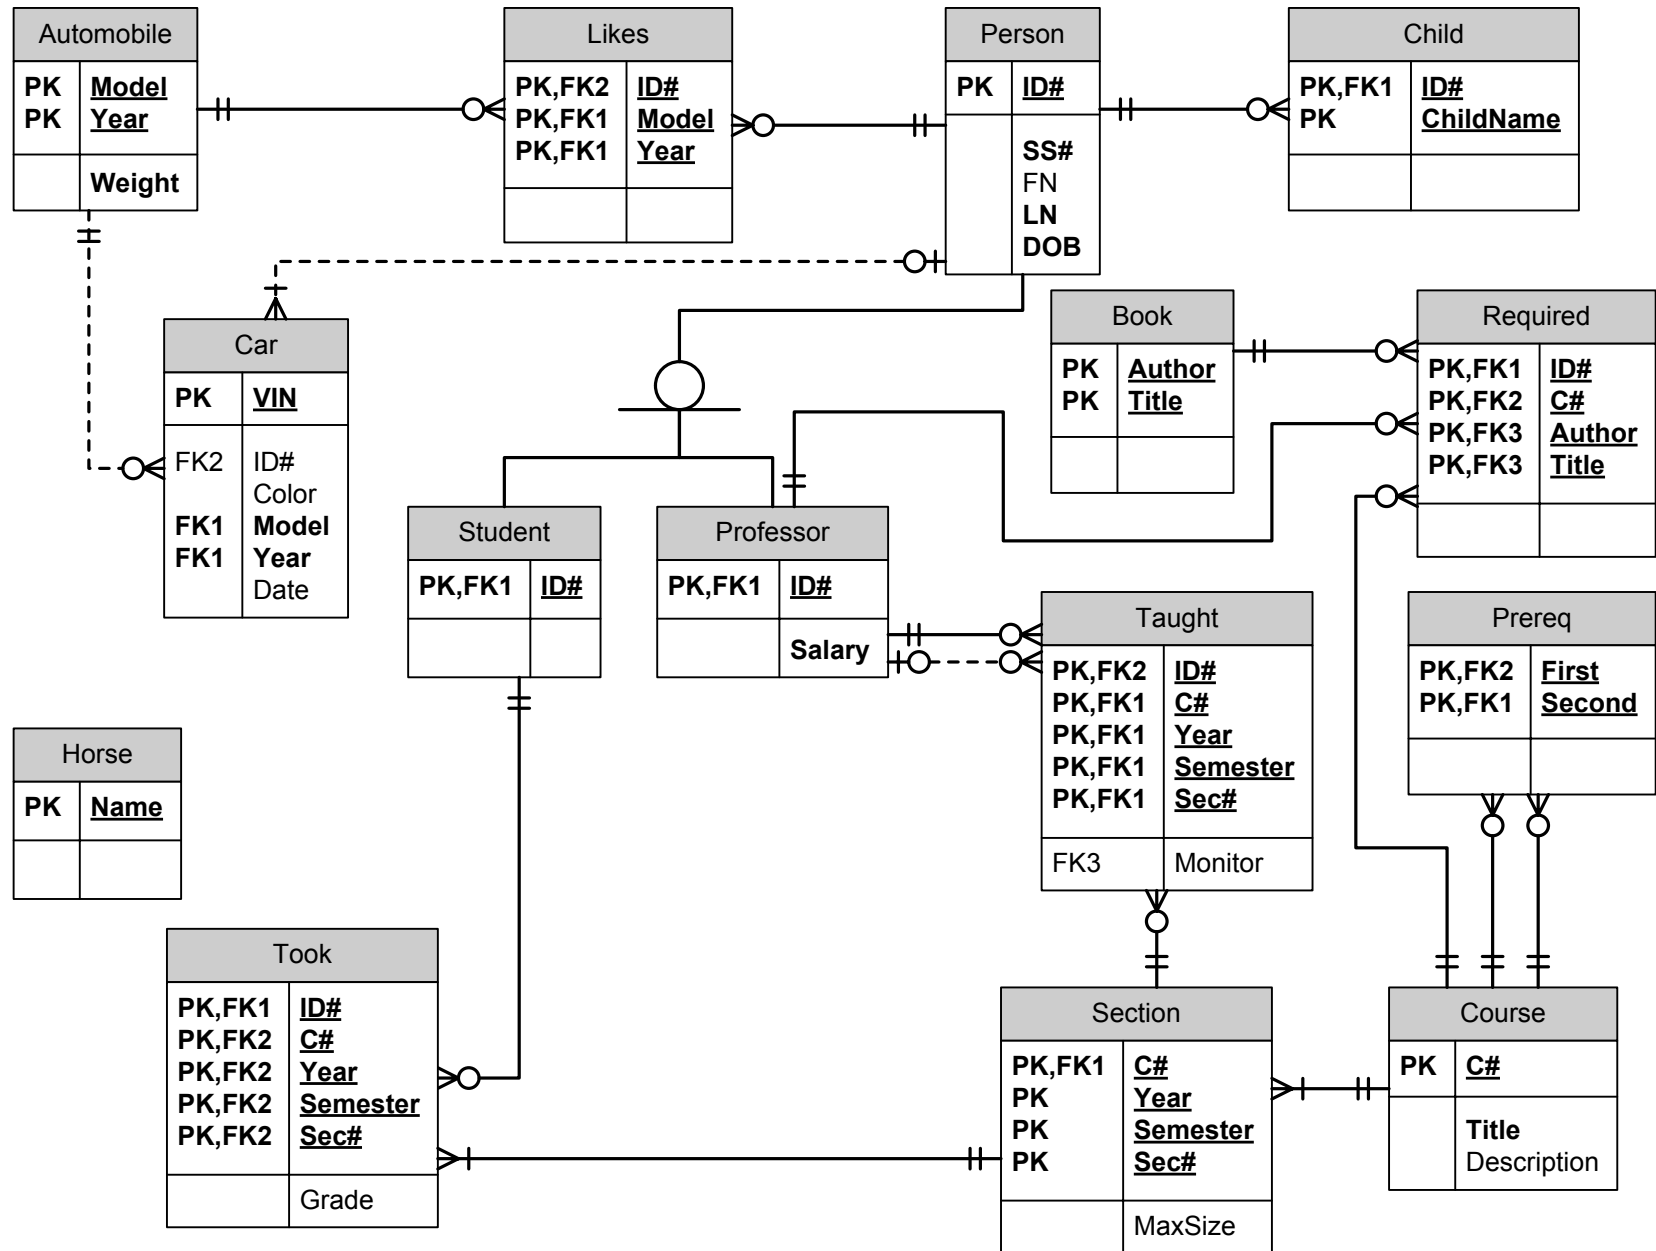 Automobile
PK Model
PK Year
Weight
Likes
PK,FK2 ID#
PK,FK1 Model
PK,FK1 Year
Person
PK ID#
SS#
FN
LN
DOB
Child
PK,FK1 ID#
PK ChildName
Car
PK VIN
FK2 ID#
Color
FK1 Model
FK1 Year
Date
Book
PK Author
PK Title
Required
PK,FK1 ID#
PK,FK2 C#
PK,FK3 Author
PK,FK3 Title
Student
PK,FK1 ID#
Professor
PK,FK1 ID#
Salary
Taught
PK,FK2 ID#
PK,FK1 C#
PK,FK1 Year
PK,FK1 Semester
PK,FK1 Sec#
FK3 Monitor
Prereq
PK,FK2 First
PK,FK1 Second
Horse
PK Name
Took
PK,FK1 ID#
PK,FK2 C#
PK,FK2 Year
PK,FK2 Semester
PK,FK2 Sec#
Grade
Section
PK,FK1 C#
PK Year
PK Semester
PK Sec#
MaxSize
Course
PK C#
Title
Description